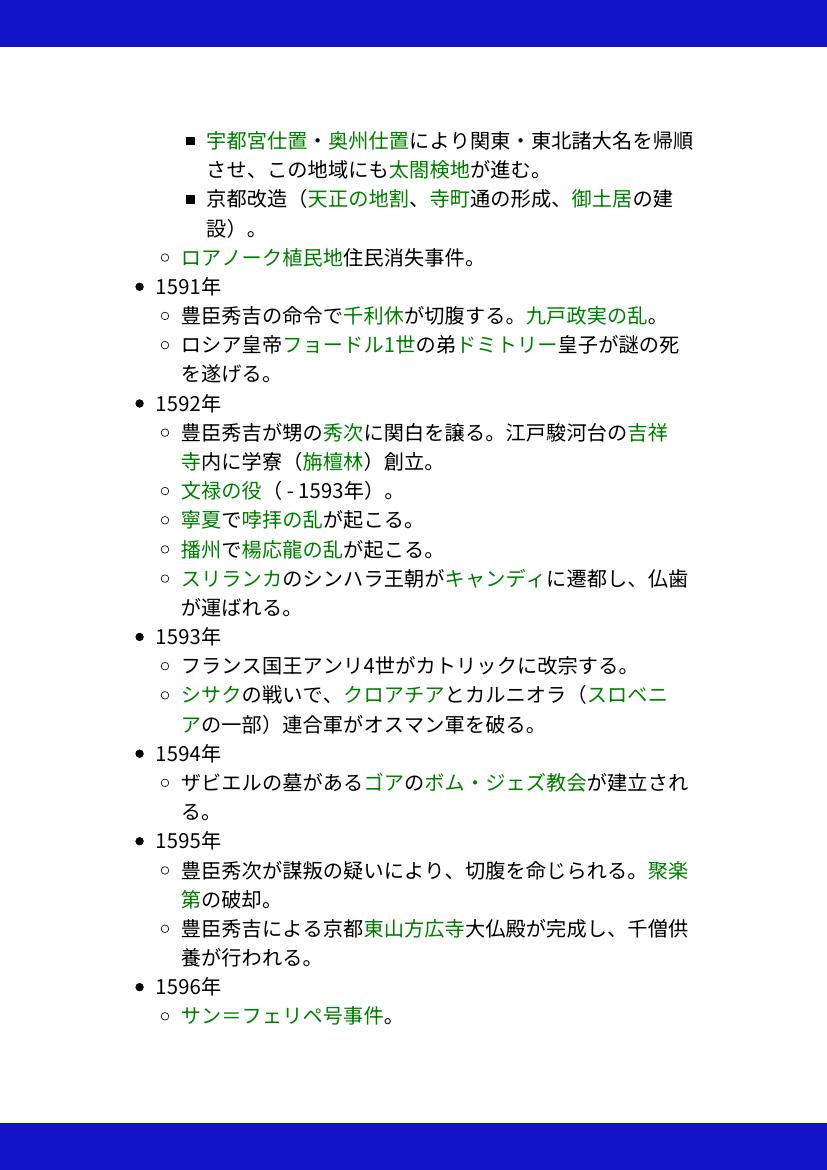 宇都宮仕置・奥州仕置により関東・東北諸大名を帰順
させ、この地域にも太閤検地が進む。
京都改造（天正の地割、寺町通の形成、御土居の建
設）。
ロアノーク植民地住民消失事件。
1591年
豊臣秀吉の命令で千利休が切腹する。九戸政実の乱。
ロシア皇帝フョードル1世の弟ドミトリー皇子が謎の死
を遂げる。
1592年
豊臣秀吉が甥の秀次に関白を譲る。江戸駿河台の吉祥
寺内に学寮（旃檀林）創立。
文禄の役（ - 1593年）。
寧夏で哱拝の乱が起こる。
播州で楊応龍の乱が起こる。
スリランカのシンハラ王朝がキャンディに遷都し、仏歯
が運ばれる。
1593年
フランス国王アンリ4世がカトリックに改宗する。
シサクの戦いで、クロアチアとカルニオラ（スロベニ
アの一部）連合軍がオスマン軍を破る。
1594年
ザビエルの墓があるゴアのボム・ジェズ教会が建立され
る。
1595年
豊臣秀次が謀叛の疑いにより、切腹を命じられる。聚楽
第の破却。
豊臣秀吉による京都東山方広寺大仏殿が完成し、千僧供
養が行われる。
1596年
サン＝フェリペ号事件。